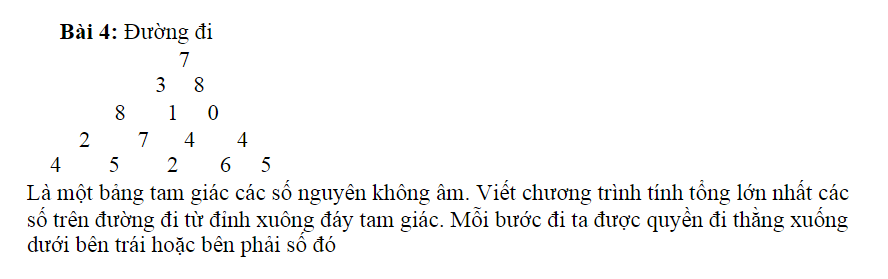 Bài 4: Đường đi
7
3 8
8 1 0
2 7 4 4
4 5 2 6 5
Là một bảng tam giác các số nguyên không âm. Viết chương trình tính tổng lớn nhất các
số trên đường đi từ đỉnh xuông đáy tam giác. Mỗi bước đi ta được quyền đi thẳng xuống
dưới bên trái hoặc bên phải số đó